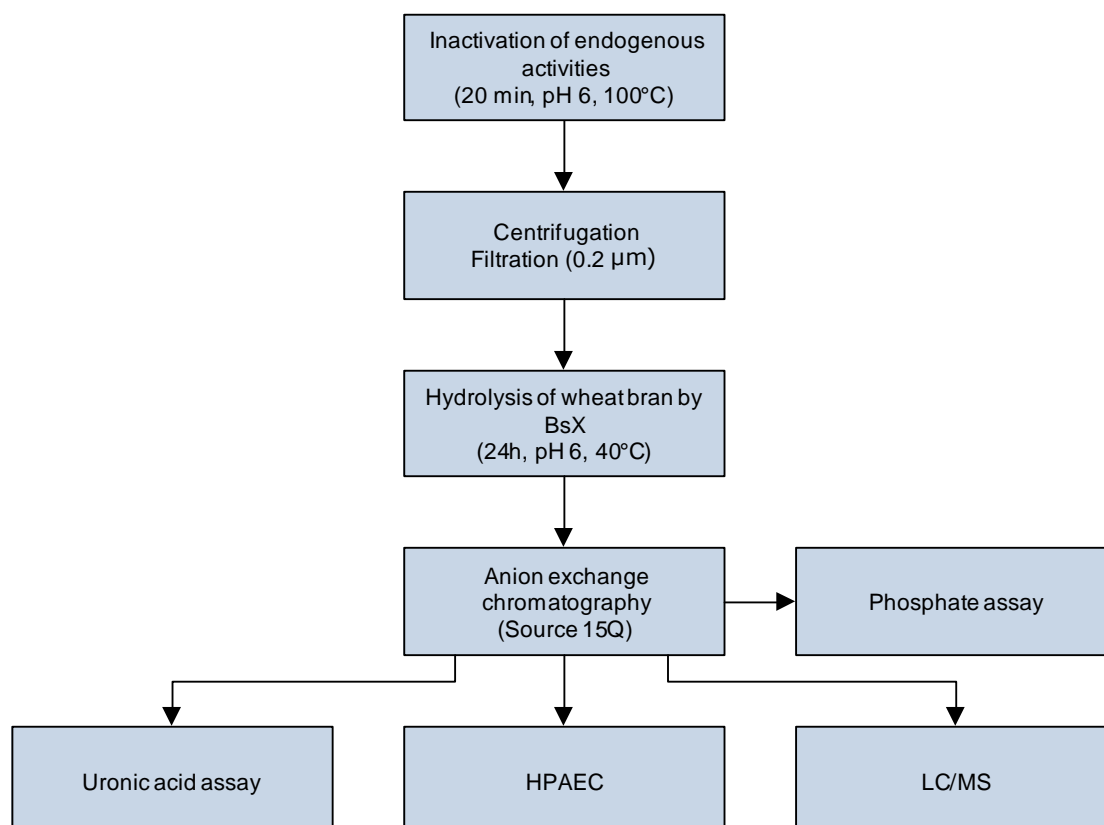 Inactivation of endogenous
activities
(20 min, pH 6, 100°C)
Centrifugation
Filtration (0.2 µm)
Hydrolysis of wheat bran by
BsX
(24h, pH 6, 40°C)
Anion exchange
chromatography
(Source 15Q)
Phosphate assay
Uronic acid assay
HPAEC
LC/MS